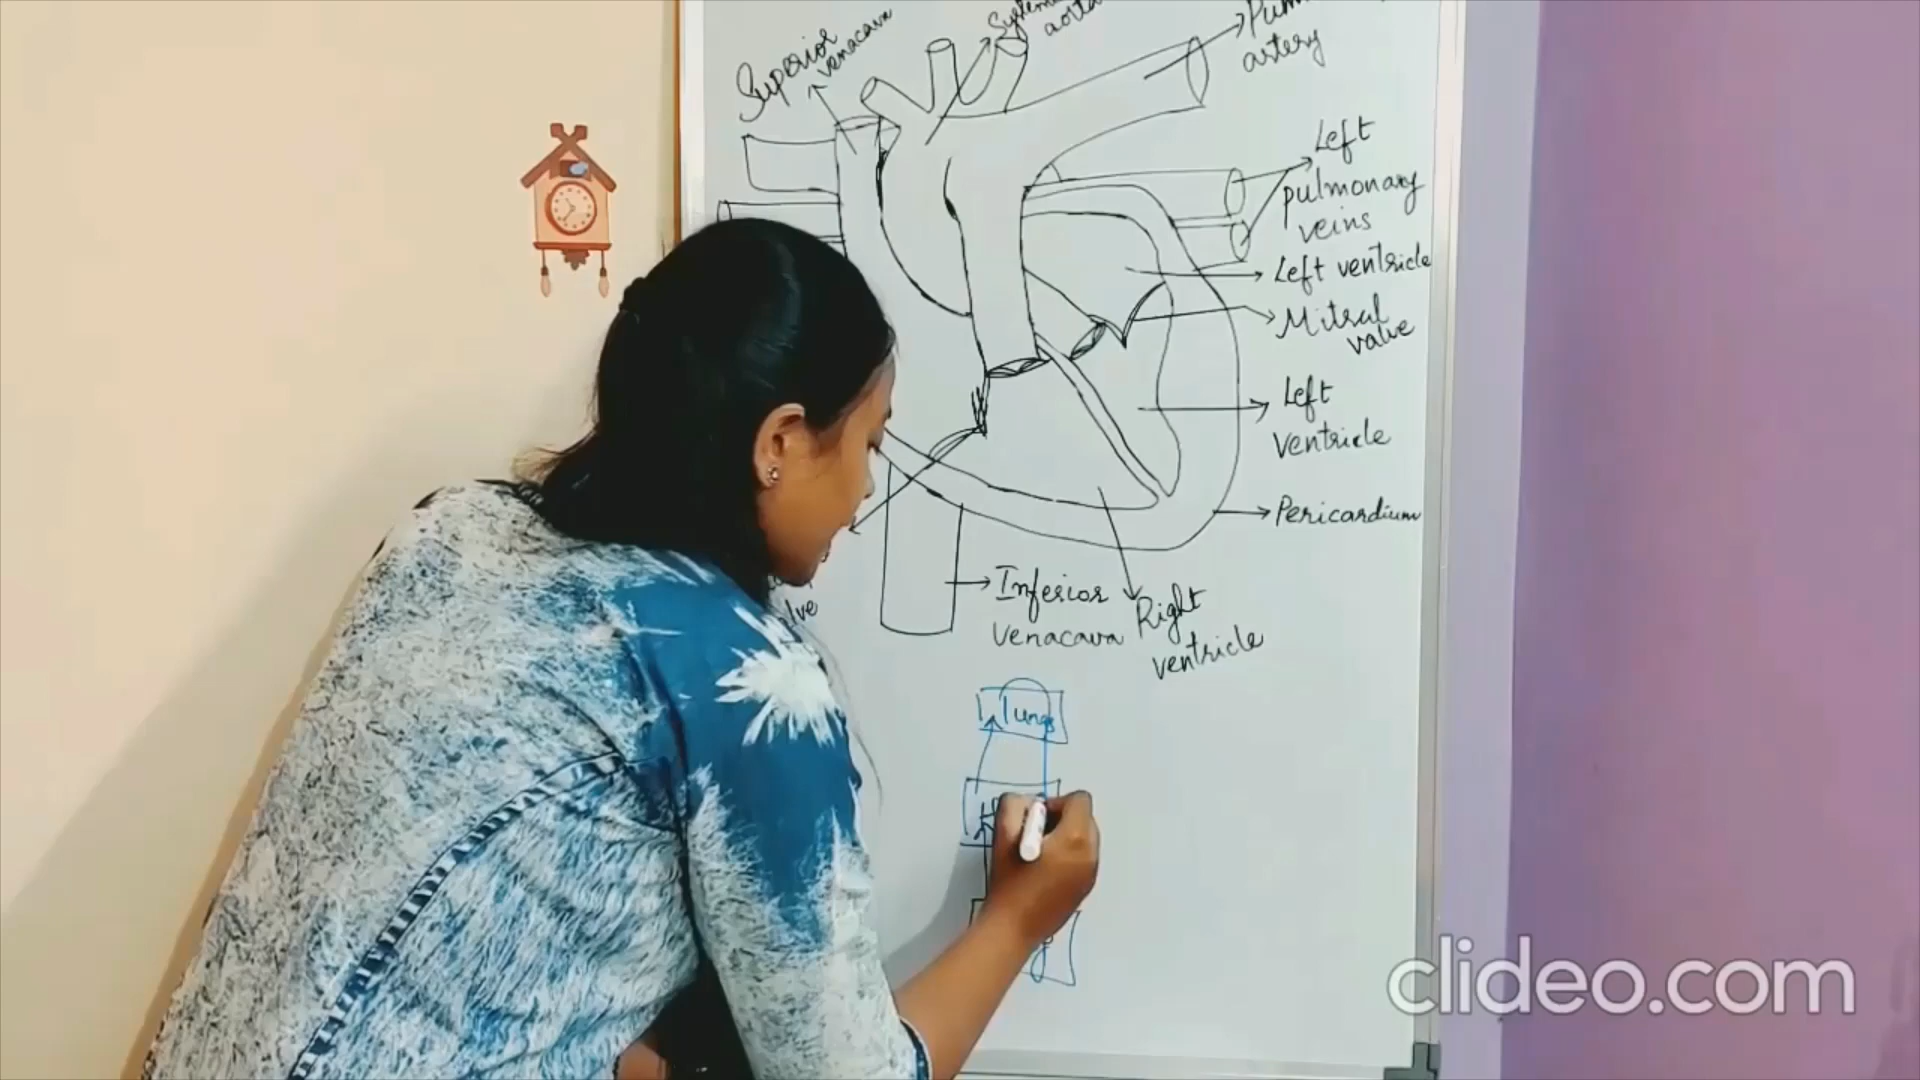 Superior
venacava
aorta
artery
Left
pulmonary
veins
Left ventricle
Mitral
valve
Left
ventricle
Pericardium
Inferior
venacava
Right
ventricle
lungs
clideo.com